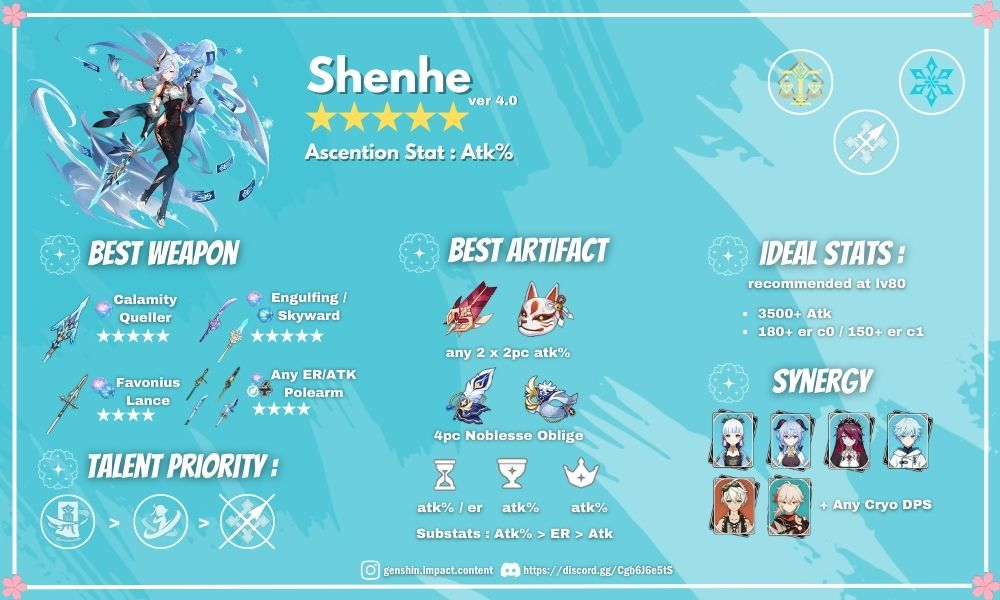 Shenhe
ver 4.0
Ascention Stat : Atk%
BEST WEAPON
Calamity
Queller
Engulfing /
Skyward
Favonius
Lance
Any ER/ATK
Polearm
TALENT PRIORITY :
> >
BEST ARTIFACT
any 2 x 2pc atk%
4pc Noblesse Oblige
atk% / er atk% atk%
Substats : Atk% > ER > Atk
IDEAL STATS :
recommended at lv80
• 3500+ Atk
• 180+ er c0 / 150+ er c1
SYNERGY
+ Any Cryo DPS
genshin.impact.content https://discord.gg/Cgb6J6e5tS